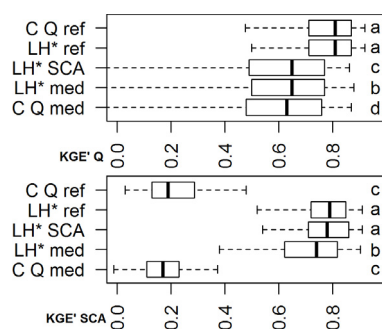 C Q ref a
LH* ref a
LH* SCA c
LH* med b
C Q med d
KGE' Q 0.0 0.2 0.4 0.6 0.8
C Q ref c
LH* ref a
LH* SCA a
LH* med b
C Q med c
KGE' SCA 0.0 0.2 0.4 0.6 0.8